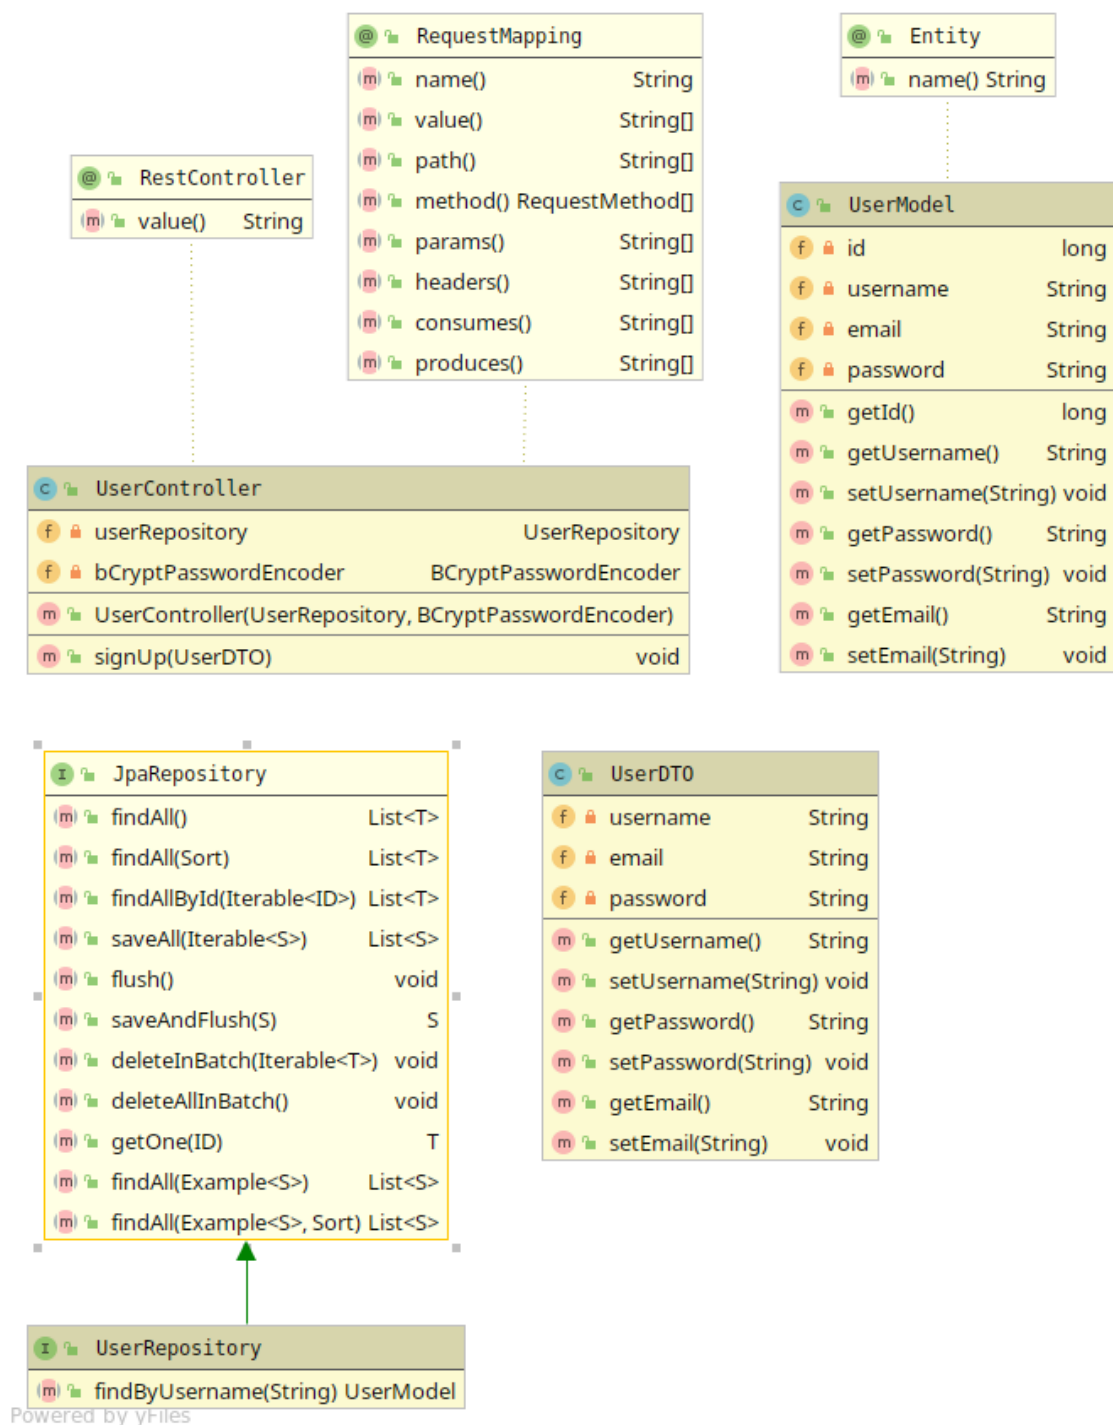 RequestMapping
name() String
value() String[]
path() String[]
method() RequestMethod[]
params() String[]
headers() String[]
consumes() String[]
produces() String[]
Entity
name() String
RestController
value() String
UserModel
id long
username String
email String
password String
getId() long
getUsername() String
setUsername(String) void
getPassword() String
setPassword(String) void
getEmail() String
setEmail(String) void
UserController
userRepository UserRepository
bCryptPasswordEncoder BCryptPasswordEncoder
UserController(UserRepository, BCryptPasswordEncoder)
signUp(UserDTO) void
JpaRepository
findAll() List<T>
findAll(Sort) List<T>
findAllById(Iterable<ID>) List<T>
saveAll(Iterable<S>) List<S>
flush() void
saveAndFlush(S) S
deleteInBatch(Iterable<T>) void
deleteAllInBatch() void
getOne(ID) T
findAll(Example<S>) List<S>
findAll(Example<S>, Sort) List<S>
UserDTO
username String
email String
password String
getUsername() String
setUsername(String) void
getPassword() String
setPassword(String) void
getEmail() String
setEmail(String) void
UserRepository
findByUsername(String) UserModel
Powered by yFiles